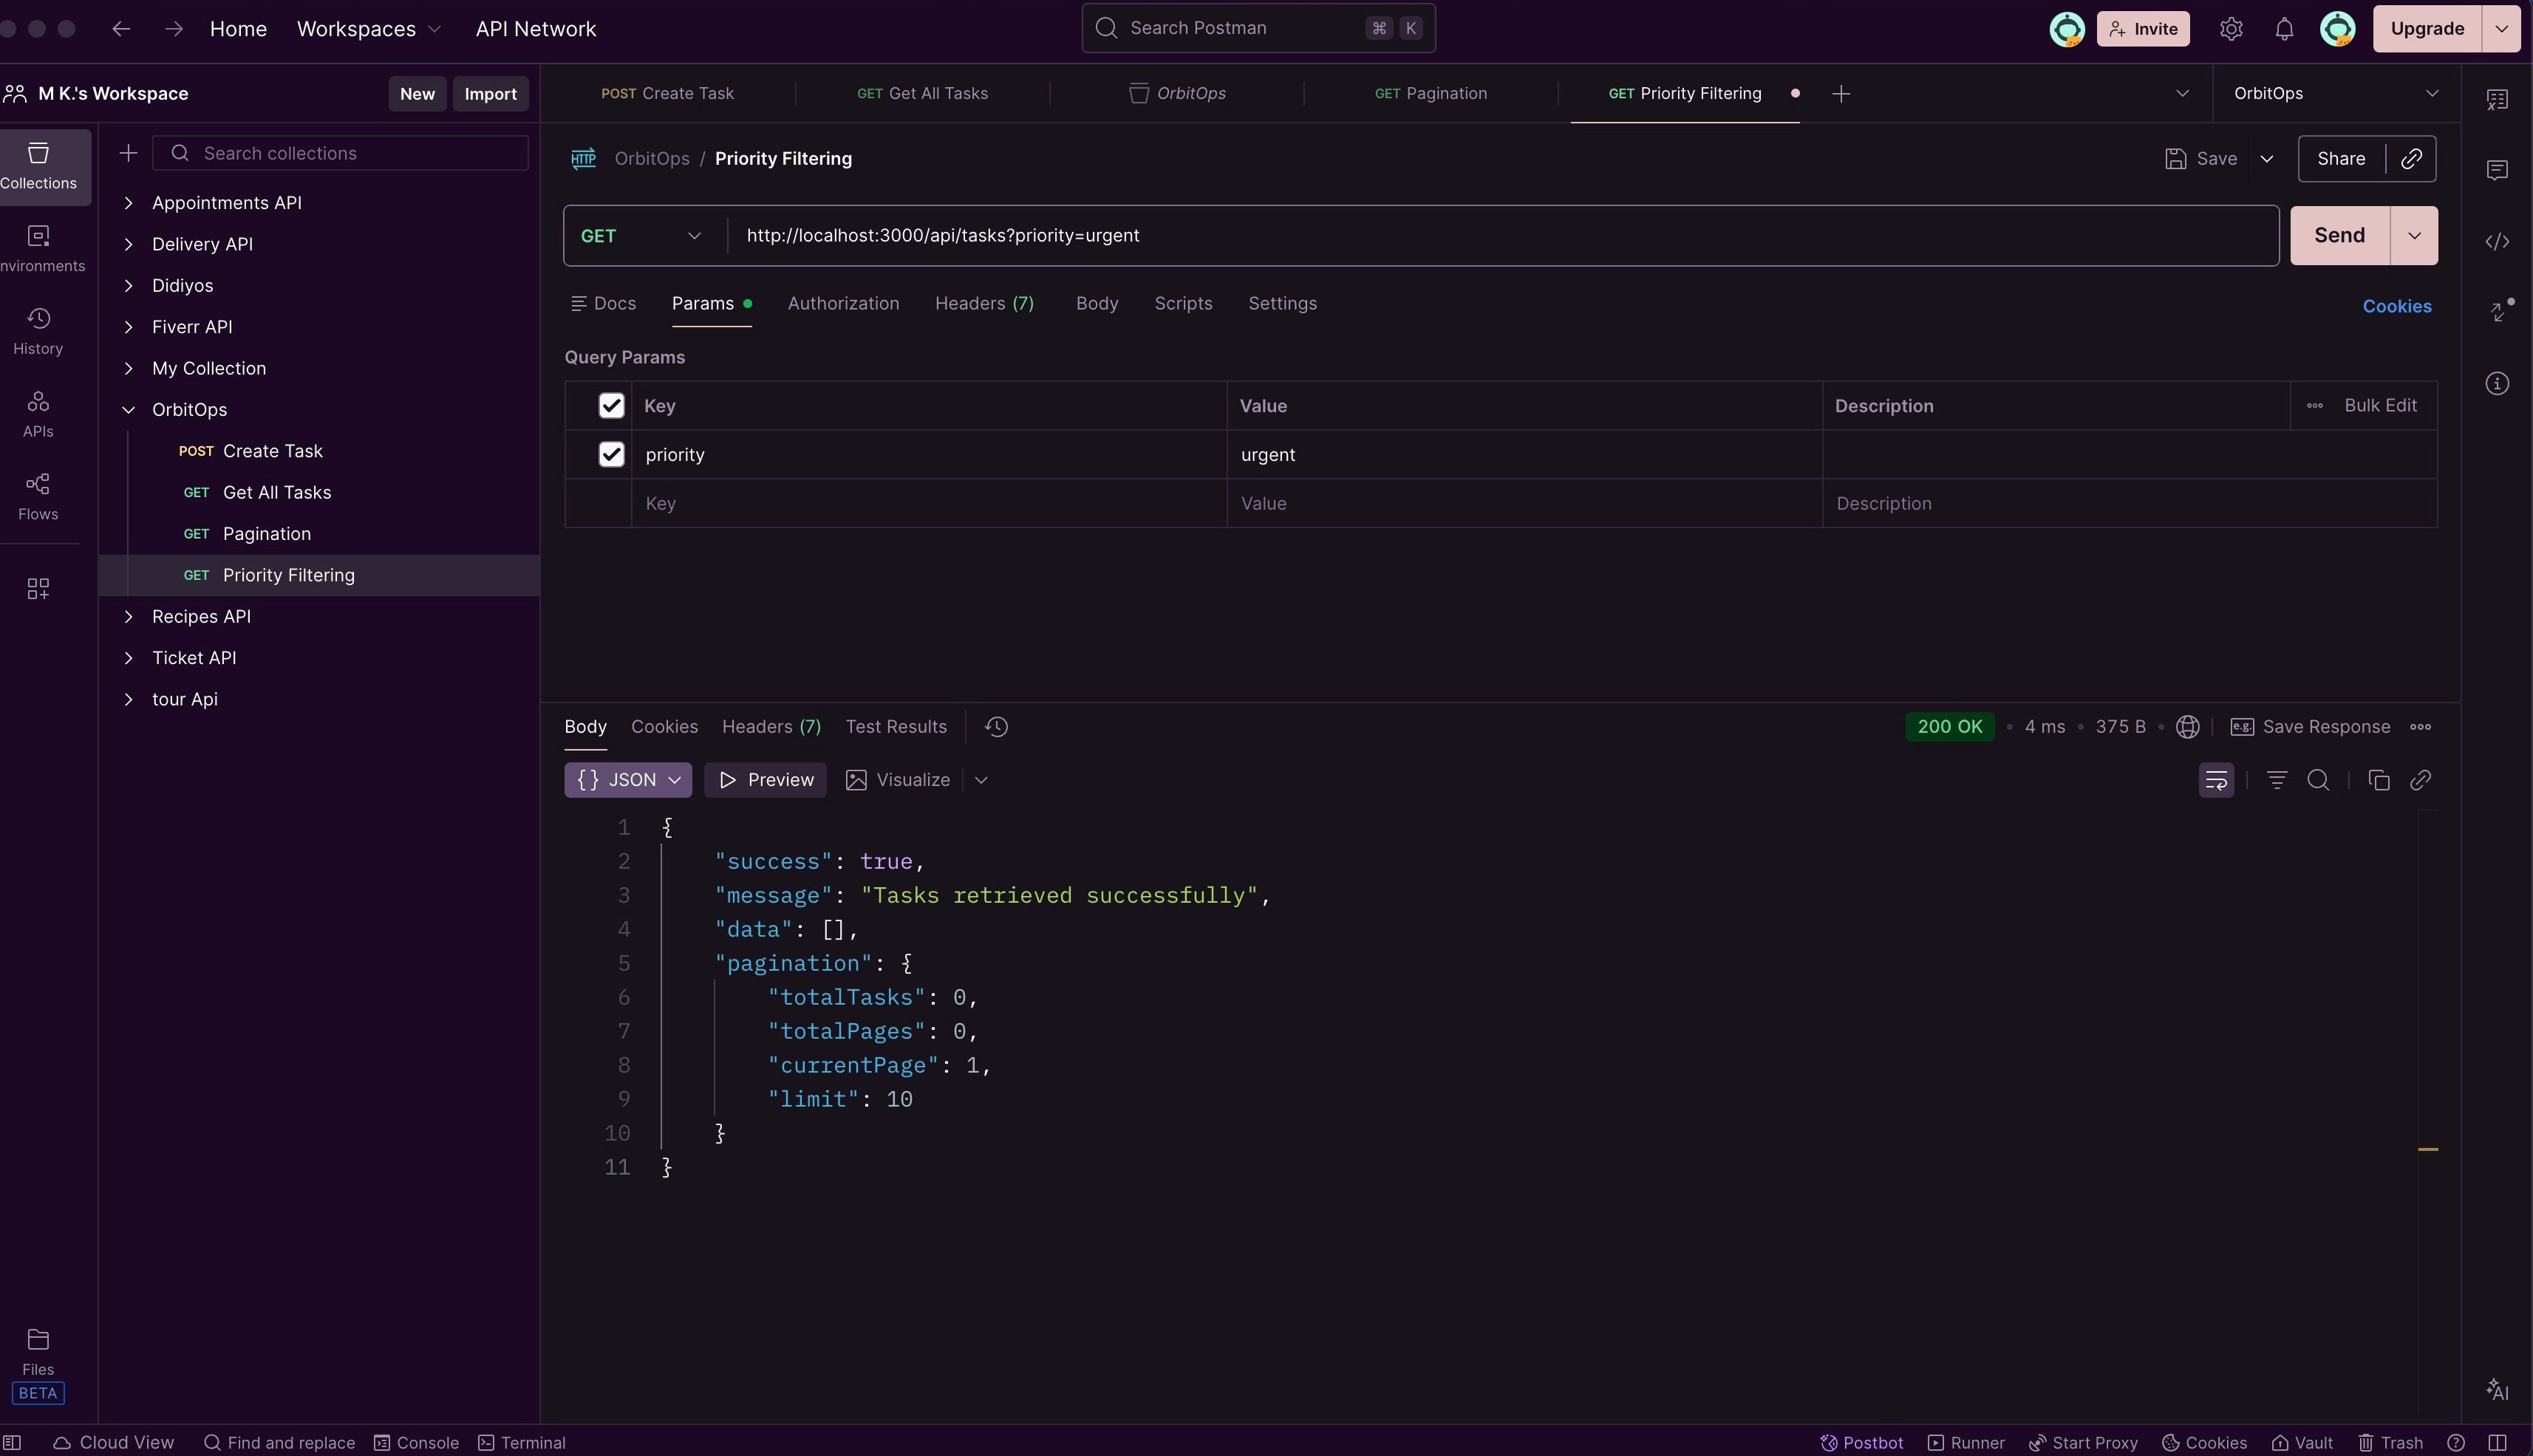 Home Workspaces API Network
Search Postman ⌘ K
Invite
Upgrade
M K.'s Workspace
New Import
POST Create Task
GET Get All Tasks
OrbitOps
GET Pagination
GET Priority Filtering
OrbitOps
Collections
nvironments
History
APIs
Flows
Files
BETA
Search collections
Appointments API
Delivery API
Didiyos
Fiverr API
My Collection
OrbitOps
POST Create Task
GET Get All Tasks
GET Pagination
GET Priority Filtering
Recipes API
Ticket API
tour Api
HTTP OrbitOps / Priority Filtering
Save
Share
GET http://localhost:3000/api/tasks?priority=urgent
Send
Docs Params Authorization Headers (7) Body Scripts Settings
Cookies
Query Params
Key Value Description Bulk Edit
priority urgent
Key Value Description
Body Cookies Headers (7) Test Results
200 OK • 4 ms • 375 B • e.g. Save Response
{} JSON Preview Visualize
1 {
2 "success": true,
3 "message": "Tasks retrieved successfully",
4 "data": [],
5 "pagination": {
6 "totalTasks": 0,
7 "totalPages": 0,
8 "currentPage": 1,
9 "limit": 10
10 }
11 }
AI
Cloud View Find and replace Console Terminal
Postbot Runner Start Proxy Cookies Vault Trash